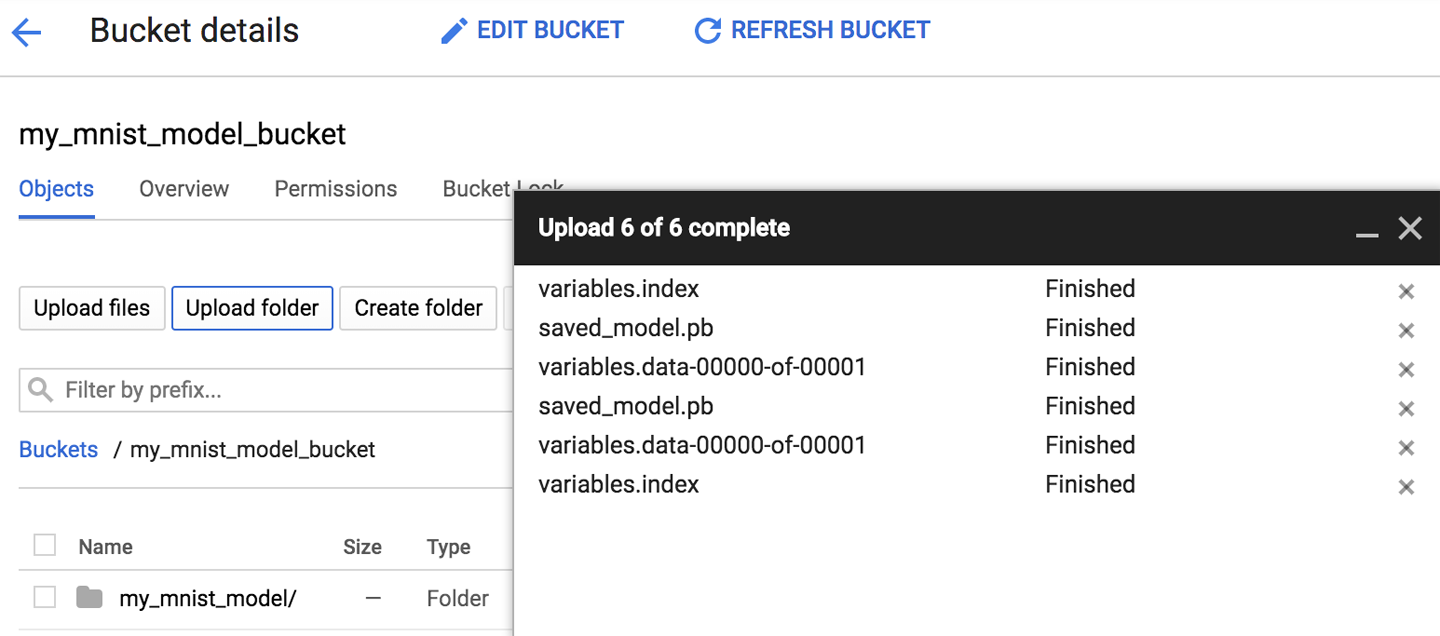 Bucket details EDIT BUCKET REFRESH BUCKET
my_mnist_model_bucket
Objects Overview Permissions Bucket Lock
Upload 6 of 6 complete
variables.index Finished
saved_model.pb Finished
variables.data-00000-of-00001 Finished
saved_model.pb Finished
variables.data-00000-of-00001 Finished
variables.index Finished
Upload files Upload folder Create folder
Filter by prefix...
Buckets / my_mnist_model_bucket
Name Size Type
my_mnist_model/ — Folder